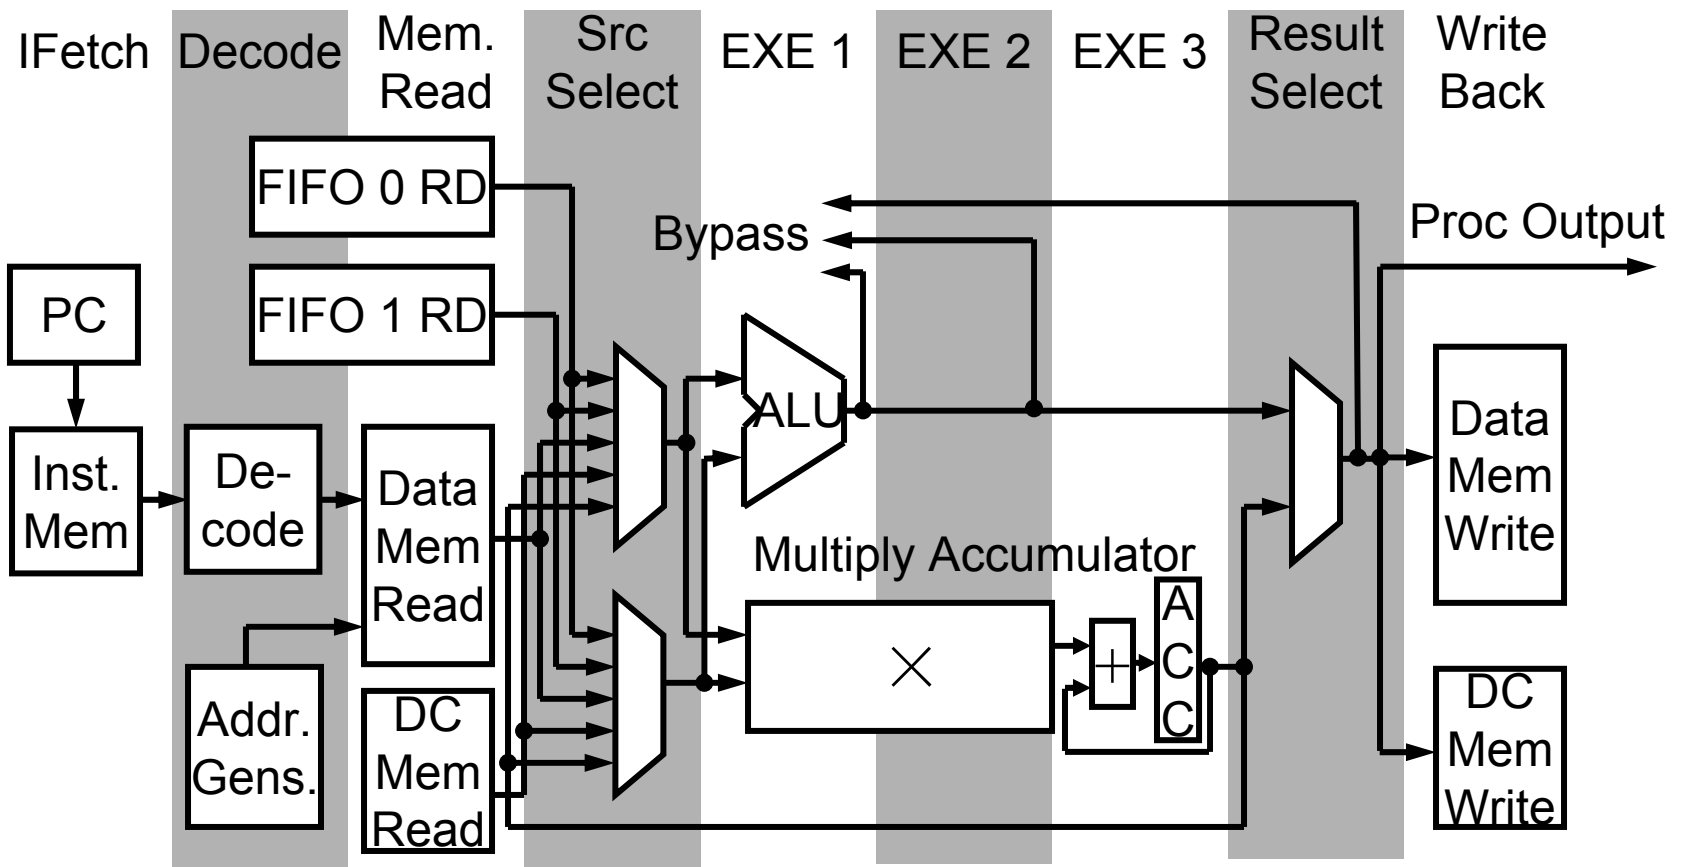 IFetch
Decode
Mem.
Read
Src
Select
EXE 1
EXE 2
EXE 3
Result
Select
Write
Back
FIFO 0 RD
FIFO 1 RD
Bypass
Proc Output
PC
Inst.
Mem
De-
code
Data
Mem
Read
Addr.
Gens.
DC
Mem
Read
ALU
Multiply Accumulator
×
+
A
C
C
Data
Mem
Write
DC
Mem
Write